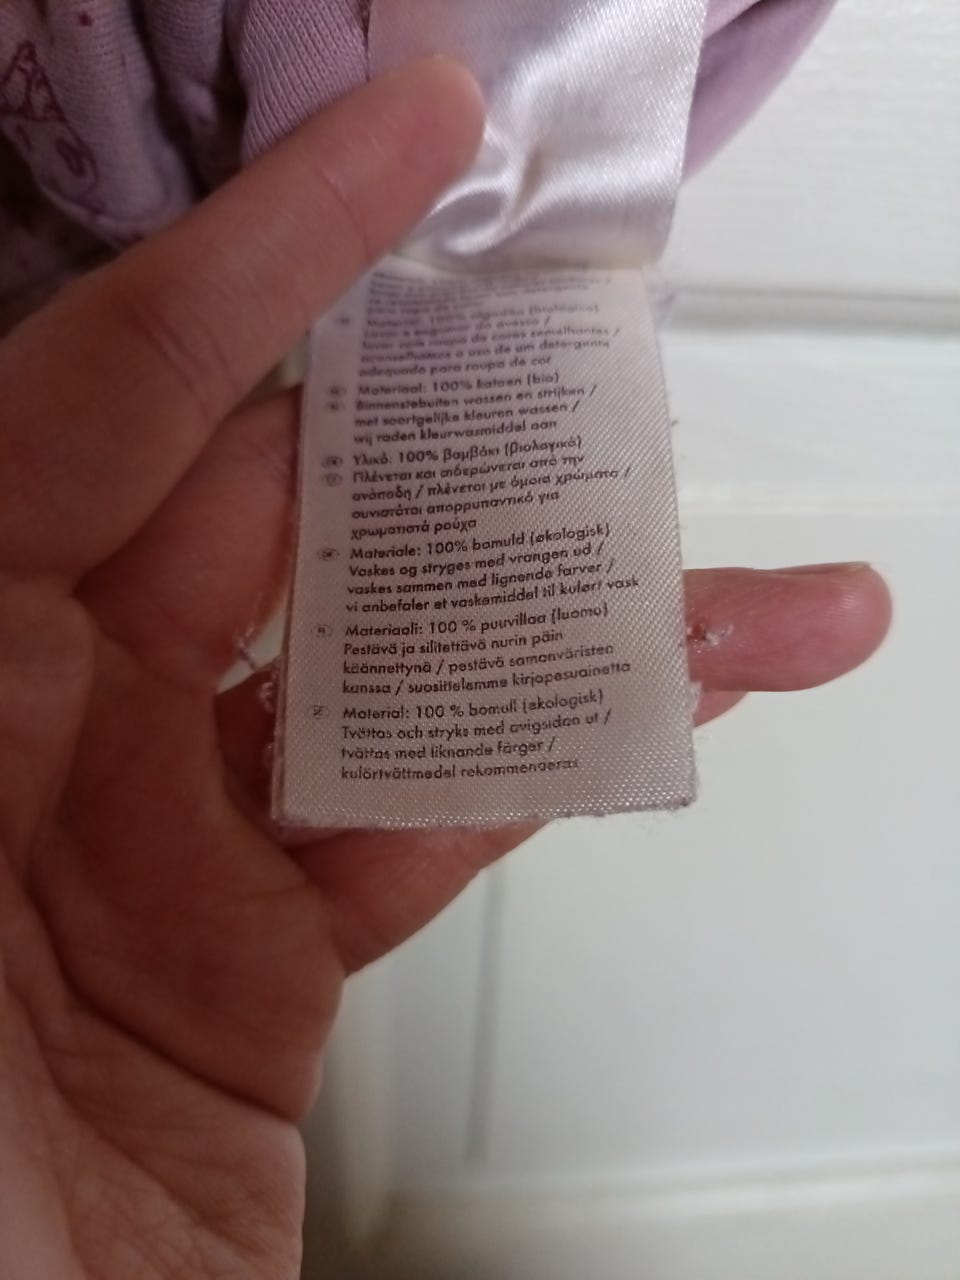 Material: 100% algodão (biológico)
Lavar e engomar do avesso /
lavar com roupa de cores semelhantes /
aconselhamos o uso de um detergente
adequado para roupa de cor
Materiaal: 100% katoen (bio)
Binnenstebuiten wassen en strijken /
met soortgelijke kleuren wassen /
wij raden kleurwasmiddel aan
GR Υλικό: 100% βαμβάκι (βιολογικό)
Πλένεται και σιδερώνεται από την
ανάποδη / πλένεται με όμοια χρώματα /
συνιστάται απορρυπαντικό για
χρωματιστά ρούχα
DK Materiale: 100% bomuld (økologisk)
Vaskes og stryges med vrangen ud /
vaskes sammen med lignende farver /
vi anbefaler et vaskemiddel til kulørt vask
FI Materiaali: 100 % puuvillaa (luomu)
Pestävä ja silitettävä nurin päin
käännettynä / pestävä samanväristen
kanssa / suosittelemme kirjopesuainetta
SE Material: 100 % bomull (ekologisk)
Tvättas och stryks med avigsidan ut /
tvättas med liknande färger /
kulörtvättmedel rekommenderas